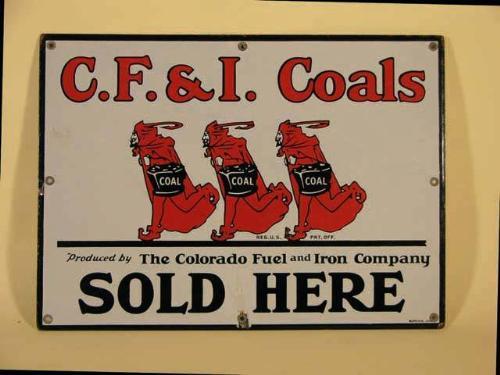 C.F. & I. Coals
COAL COAL COAL
REG. U.S. PAT. OFF.
Produced by The Colorado Fuel and Iron Company
SOLD HERE